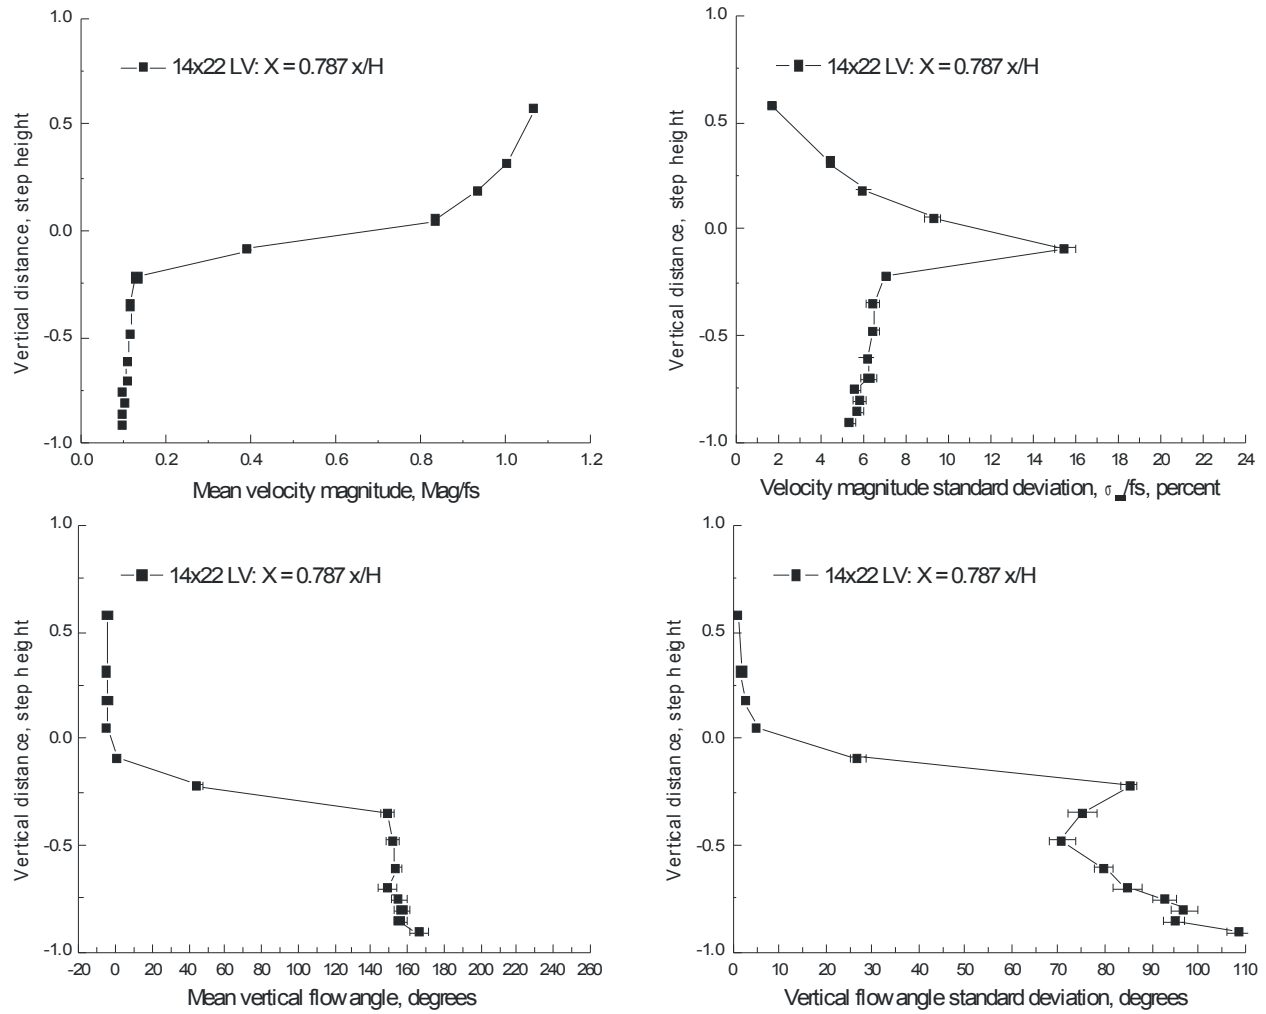 1.0
14x22 LV: X = 0.787 x/H
0.5
0.0
-0.5
-1.0
Vertical distance, step height
0.0 0.2 0.4 0.6 0.8 1.0 1.2
Mean velocity magnitude, Mag/fs
1.0
14x22 LV: X = 0.787 x/H
0.5
0.0
-0.5
-1.0
Vertical distance, step height
0 2 4 6 8 10 12 14 16 18 20 22 24
Velocity magnitude standard deviation, σ /fs, percent
1.0
14x22 LV: X = 0.787 x/H
0.5
0.0
-0.5
-1.0
Vertical distance, step height
-20 0 20 40 60 80 100 120 140 160 180 200 220 240 260
Mean vertical flow angle, degrees
1.0
14x22 LV: X = 0.787 x/H
0.5
0.0
-0.5
-1.0
Vertical distance, step height
0 10 20 30 40 50 60 70 80 90 100 110
Vertical flow angle standard deviation, degrees